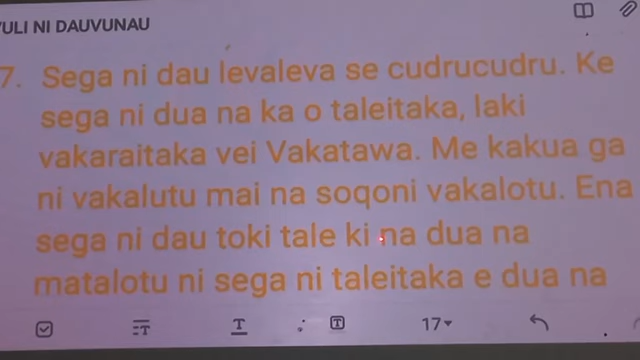 VULI NI DAUVUNAU
7. Sega ni dau levaleva se cudrucudru. Ke
sega ni dua na ka o taleitaka, laki
vakaraitaka vei Vakatawa. Me kakua ga
ni vakalutu mai na soqoni vakalotu. Ena
sega ni dau toki tale ki na dua na
matalotu ni sega ni taleitaka e dua na
17